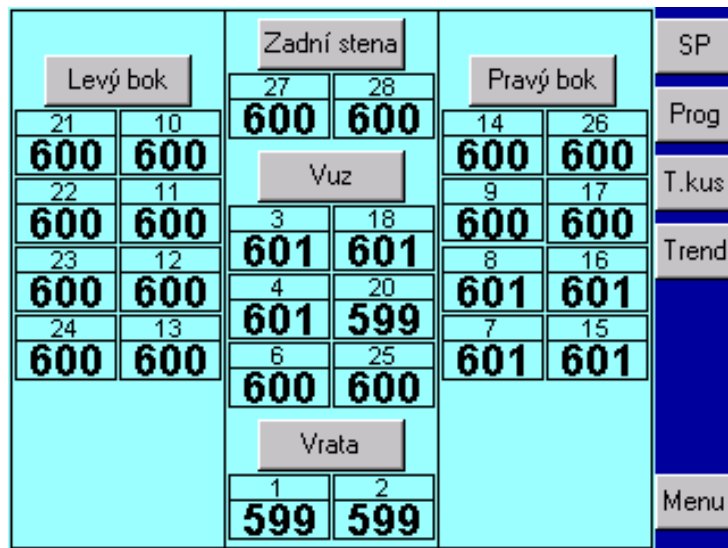 Levý bok
21 10
600 600
22 11
600 600
23 12
600 600
24 13
600 600
Zadní stena
27 28
600 600
Vuz
3 18
601 601
4 20
601 599
6 25
600 600
Vrata
1 2
599 599
Pravý bok
14 26
600 600
9 17
600 600
8 16
601 601
7 15
601 601
SP
Prog
T.kus
Trend
Menu